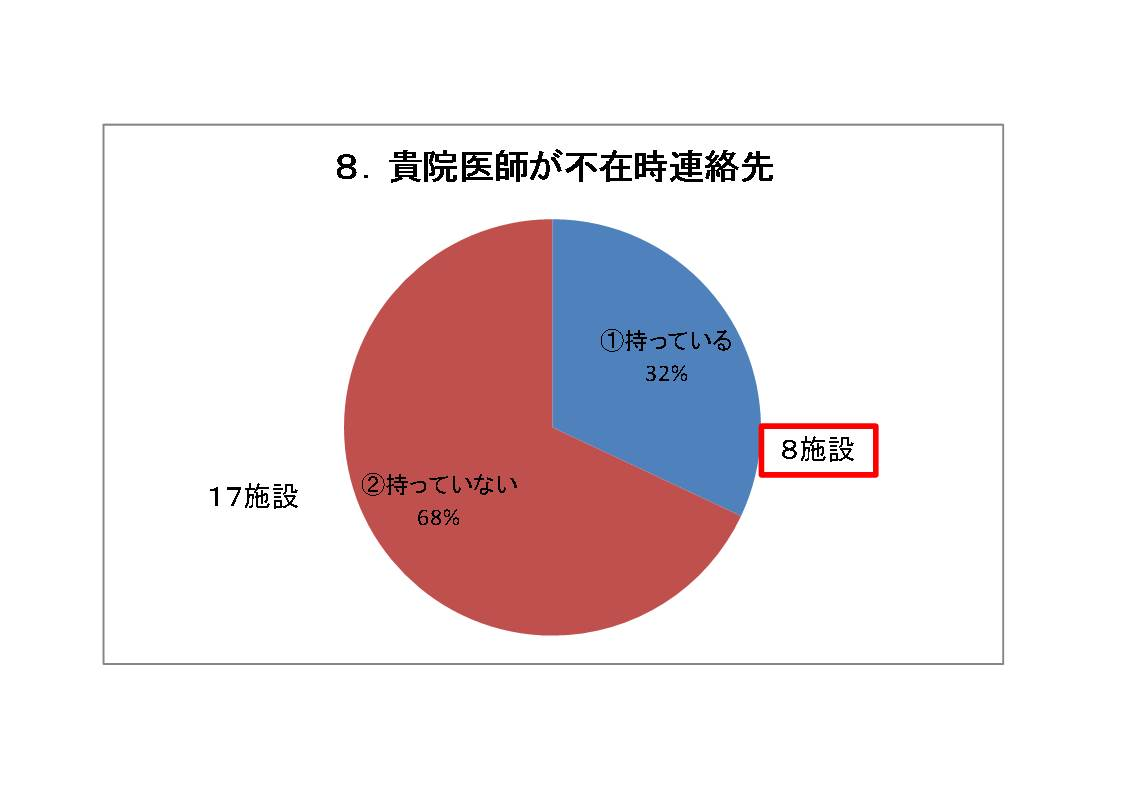 ８．貴院医師が不在時連絡先
①持っている
32%
８施設
②持っていない
68%
１７施設